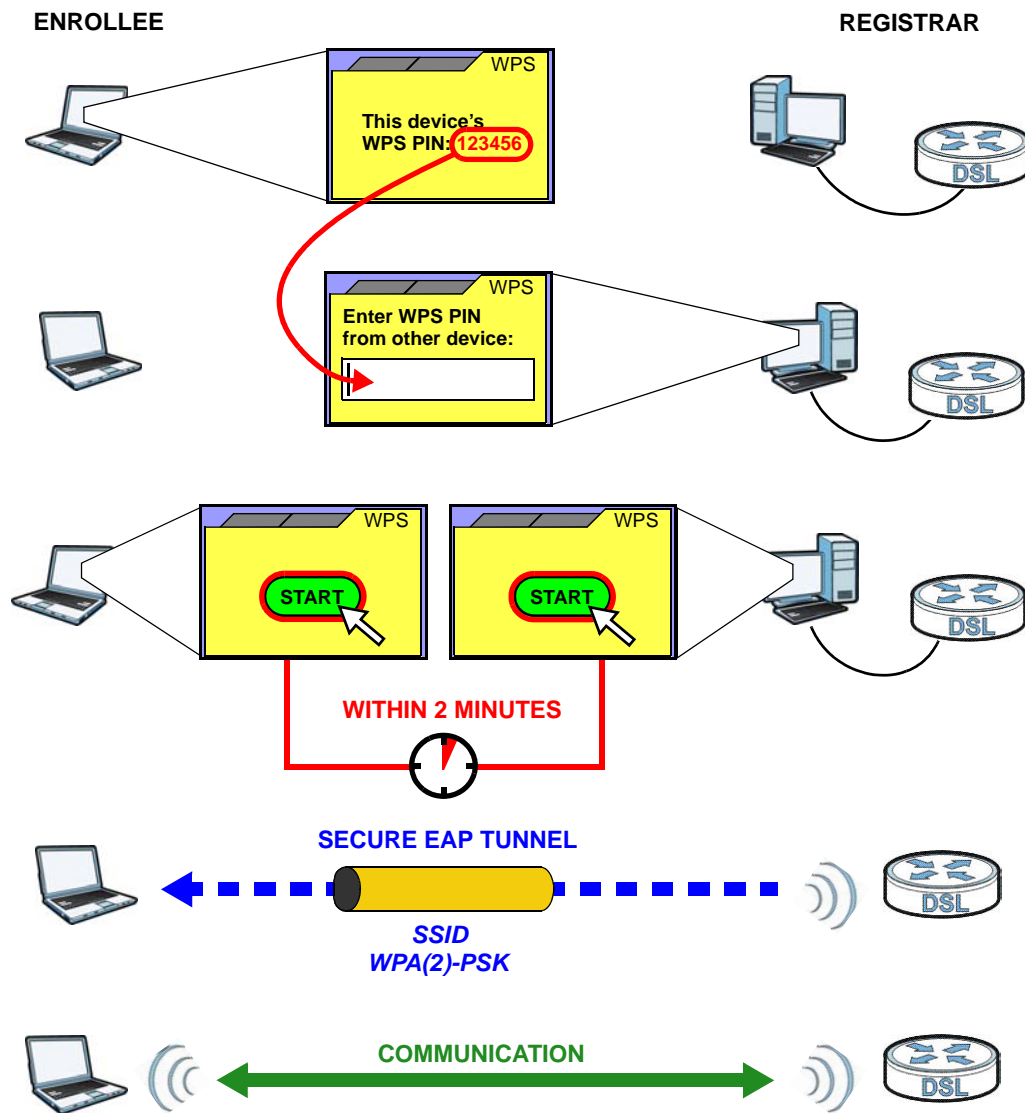 ENROLLEE
REGISTRAR
WPS
This device's
WPS PIN: 123456
DSL
WPS
Enter WPS PIN
from other device:
DSL
WPS
START
WPS
START
DSL
WITHIN 2 MINUTES
SECURE EAP TUNNEL
SSID
WPA(2)-PSK
DSL
COMMUNICATION
DSL